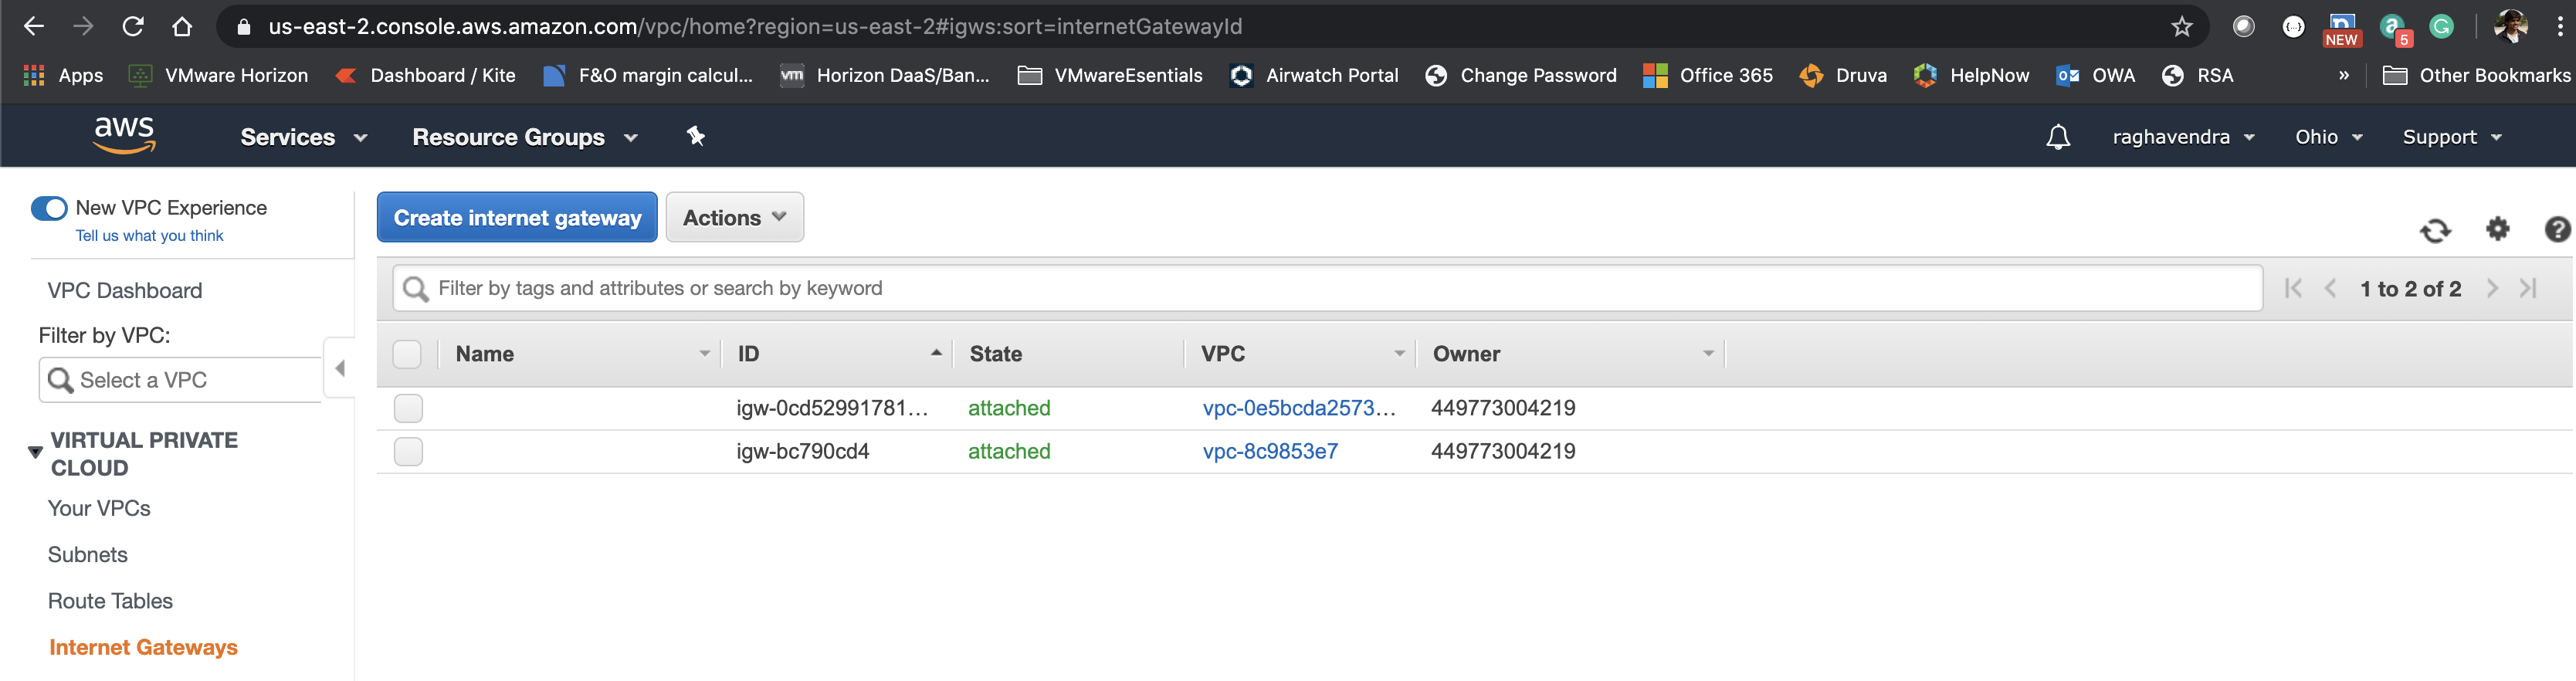 us-east-2.console.aws.amazon.com/vpc/home?region=us-east-2#igws:sort=internetGatewayId
NEW
a
5
G
Apps VMware Horizon Dashboard / Kite F&O margin calcul... vm Horizon DaaS/Ban... VMwareEsentials Airwatch Portal Change Password Office 365 Druva HelpNow OWA RSA » Other Bookmarks
aws Services Resource Groups raghavendra Ohio Support
New VPC Experience
Tell us what you think
Create internet gateway Actions
VPC Dashboard
Filter by VPC:
Select a VPC
VIRTUAL PRIVATE
CLOUD
Your VPCs
Subnets
Route Tables
Internet Gateways
Filter by tags and attributes or search by keyword 1 to 2 of 2
Name ID State VPC Owner
igw-0cd52991781... attached vpc-0e5bcda2573... 449773004219
igw-bc790cd4 attached vpc-8c9853e7 449773004219